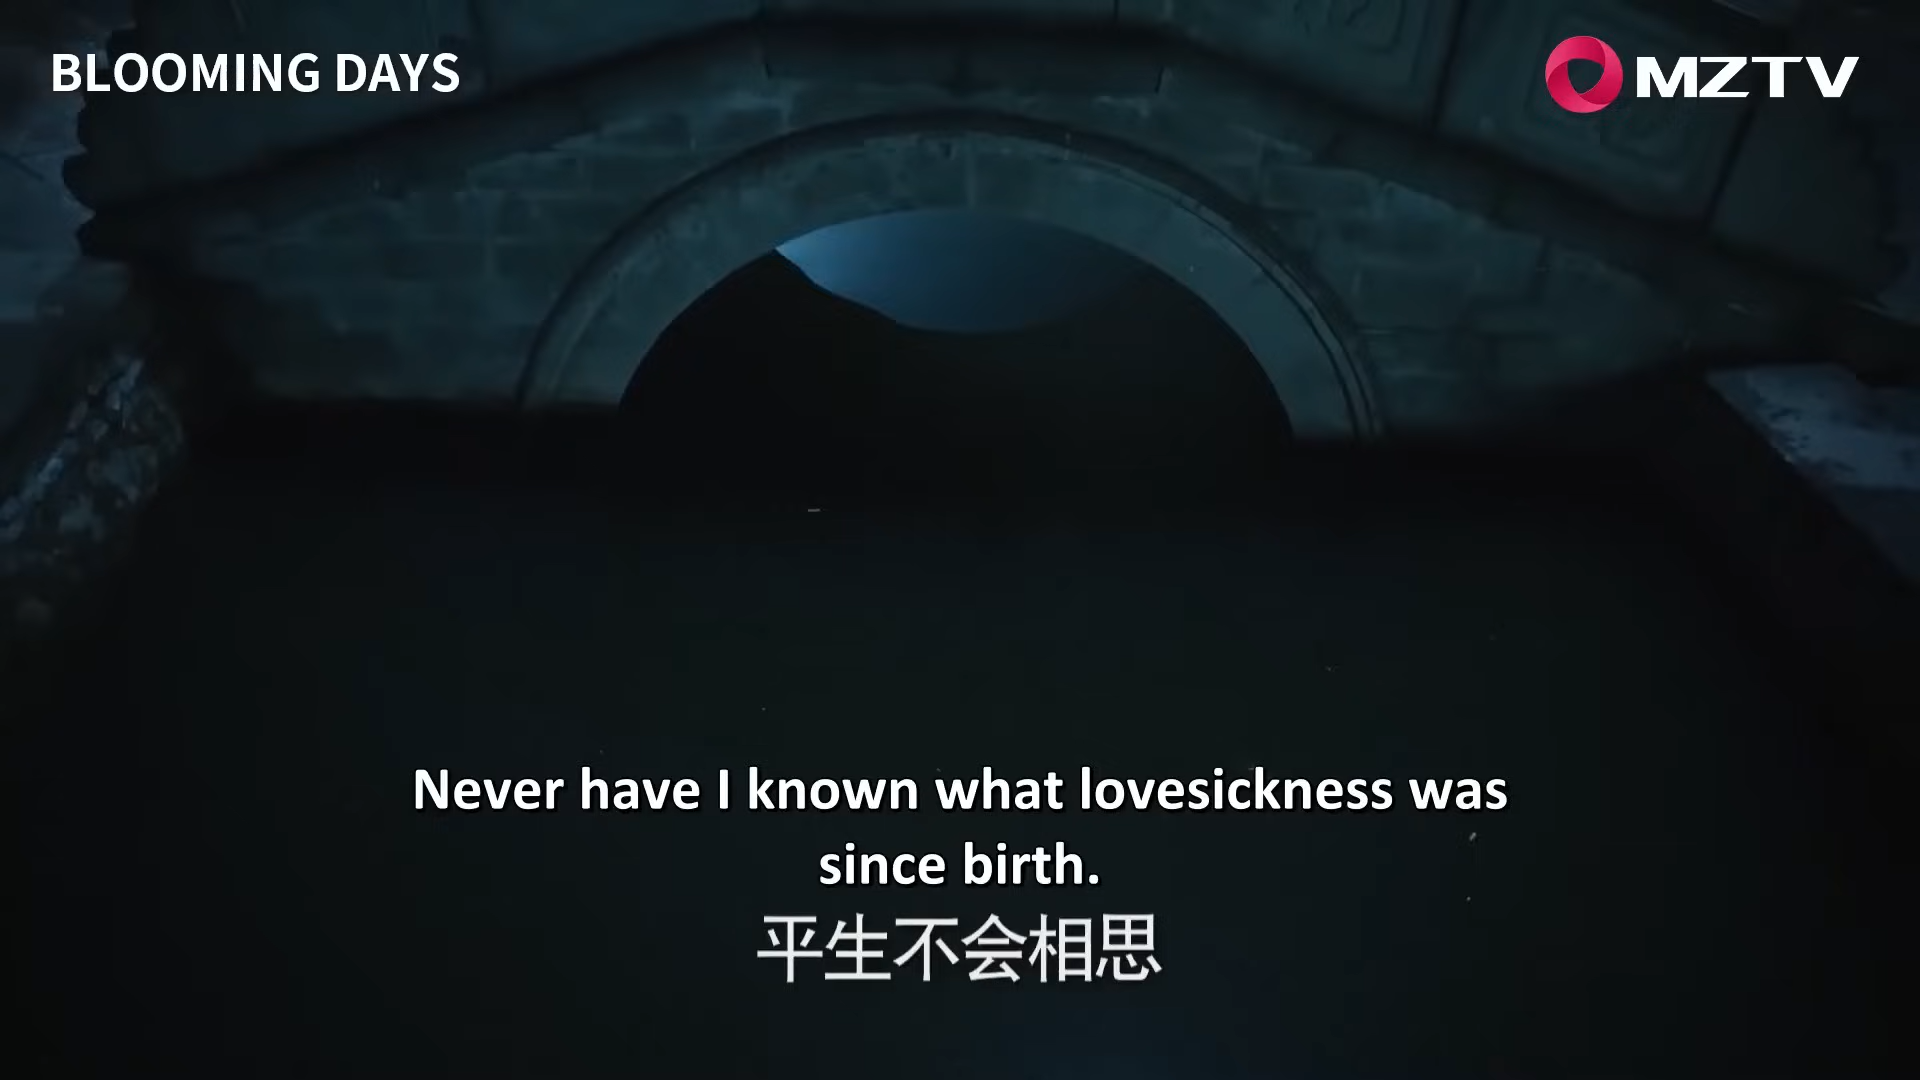 BLOOMING DAYS
MZTV
Never have I known what lovesickness was
since birth.
平生不会相思